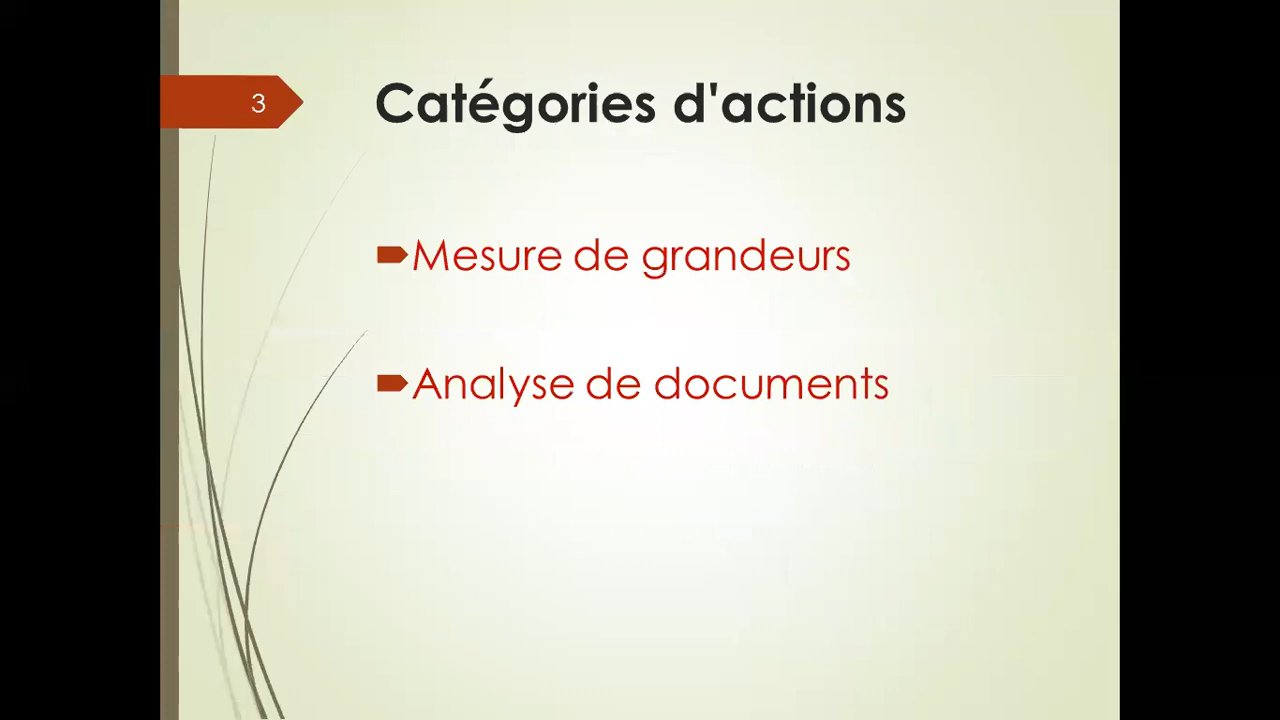 3
Catégories d'actions
Mesure de grandeurs
Analyse de documents